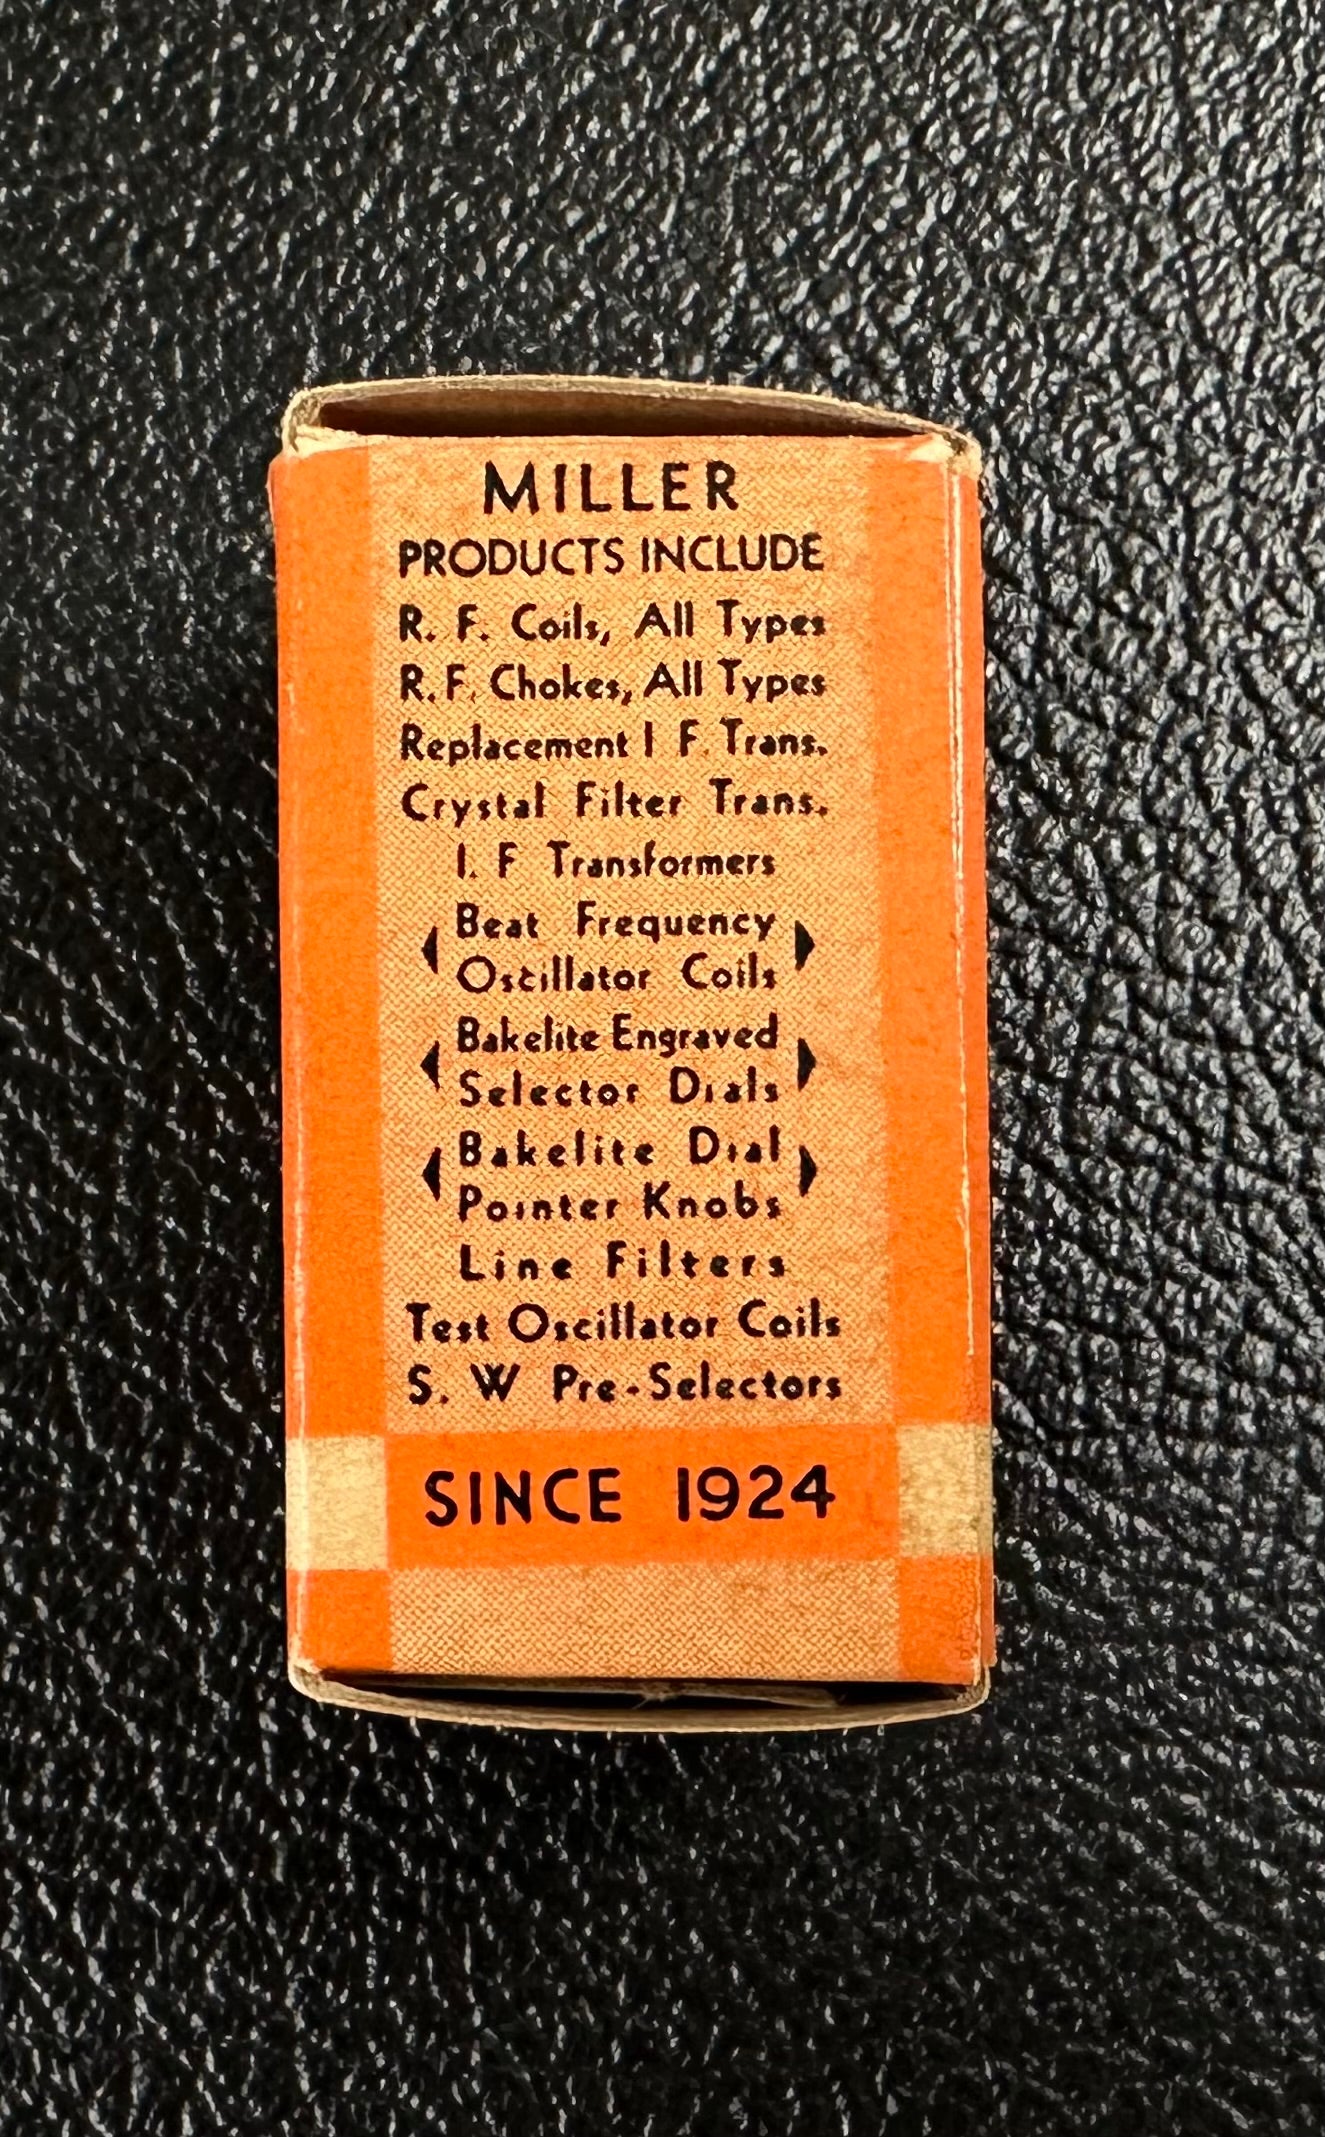 MILLER
PRODUCTS INCLUDE
R. F. Coils, All Types
R. F. Chokes, All Types
Replacement I F. Trans.
Crystal Filter Trans.
I. F Transformers
Beat Frequency
Oscillator Coils
Bakelite Engraved
Selector Dials
Bakelite Dial
Pointer Knobs
Line Filters
Test Oscillator Coils
S. W Pre-Selectors
SINCE 1924